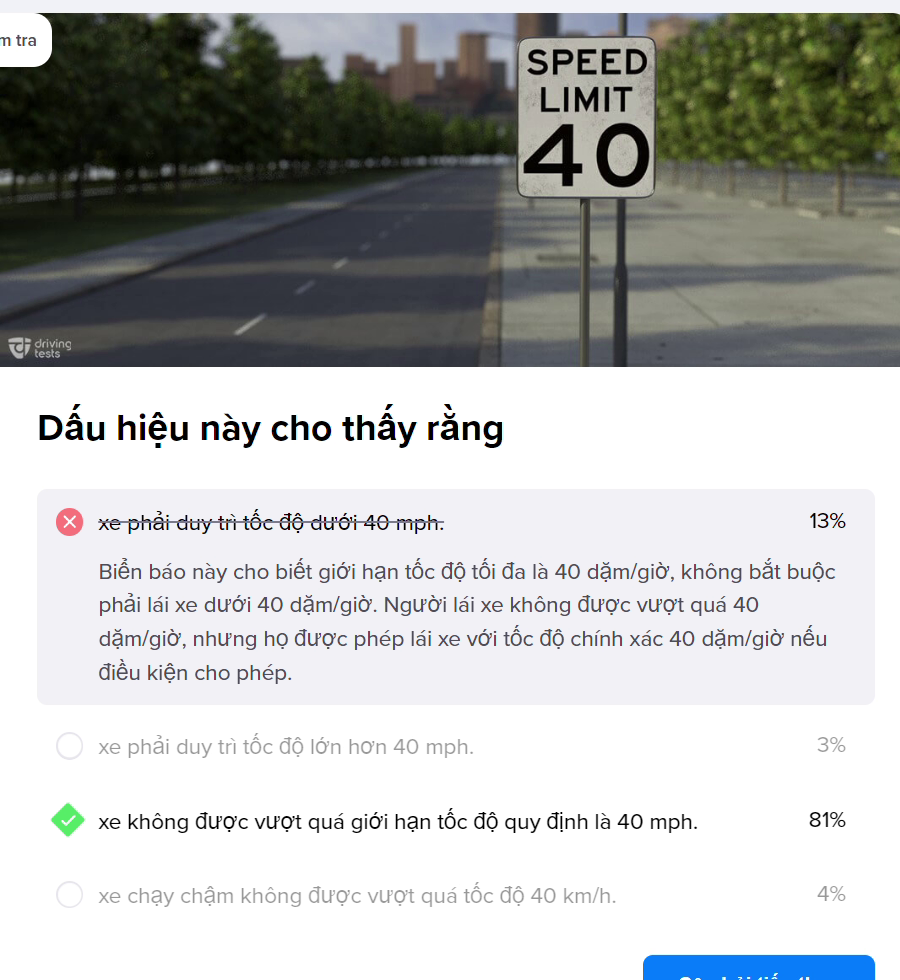 m tra
SPEED
LIMIT
40
driving
tests
Dấu hiệu này cho thấy rằng
xe phải duy trì tốc độ dưới 40 mph.
13%
Biển báo này cho biết giới hạn tốc độ tối đa là 40 dặm/giờ, không bắt buộc
phải lái xe dưới 40 dặm/giờ. Người lái xe không được vượt quá 40
dặm/giờ, nhưng họ được phép lái xe với tốc độ chính xác 40 dặm/giờ nếu
điều kiện cho phép.
xe phải duy trì tốc độ lớn hơn 40 mph.
3%
xe không được vượt quá giới hạn tốc độ quy định là 40 mph.
81%
xe chạy chậm không được vượt quá tốc độ 40 km/h.
4%